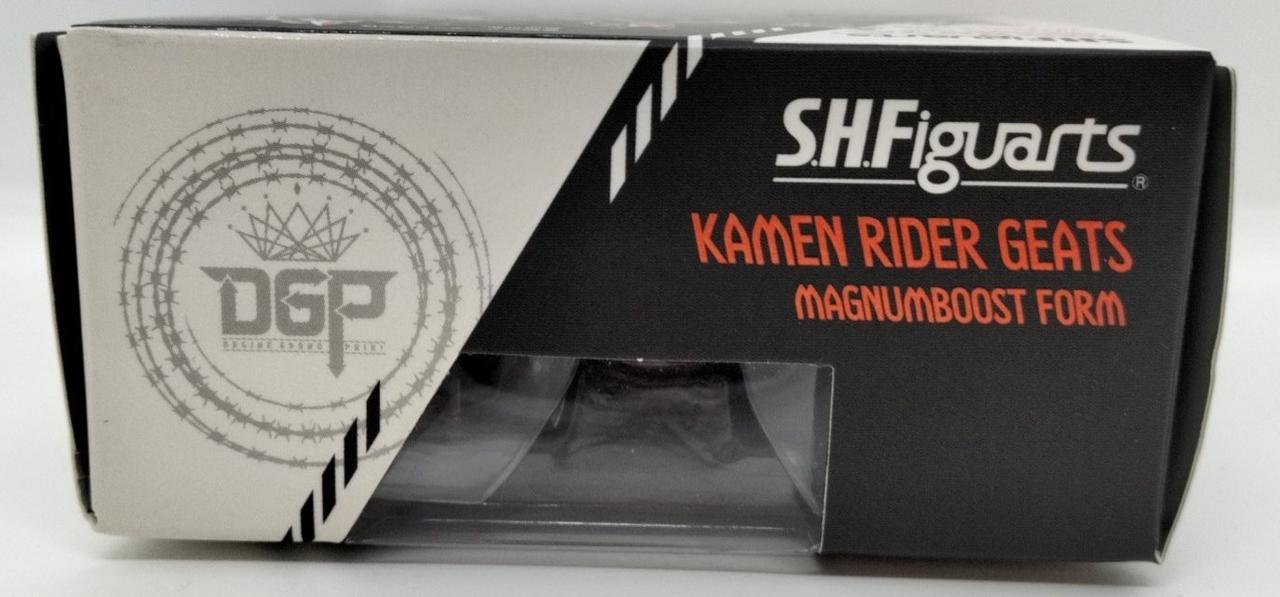 S.H.Figuarts
®
KAMEN RIDER GEATS
MAGNUMBOOST FORM
DGP